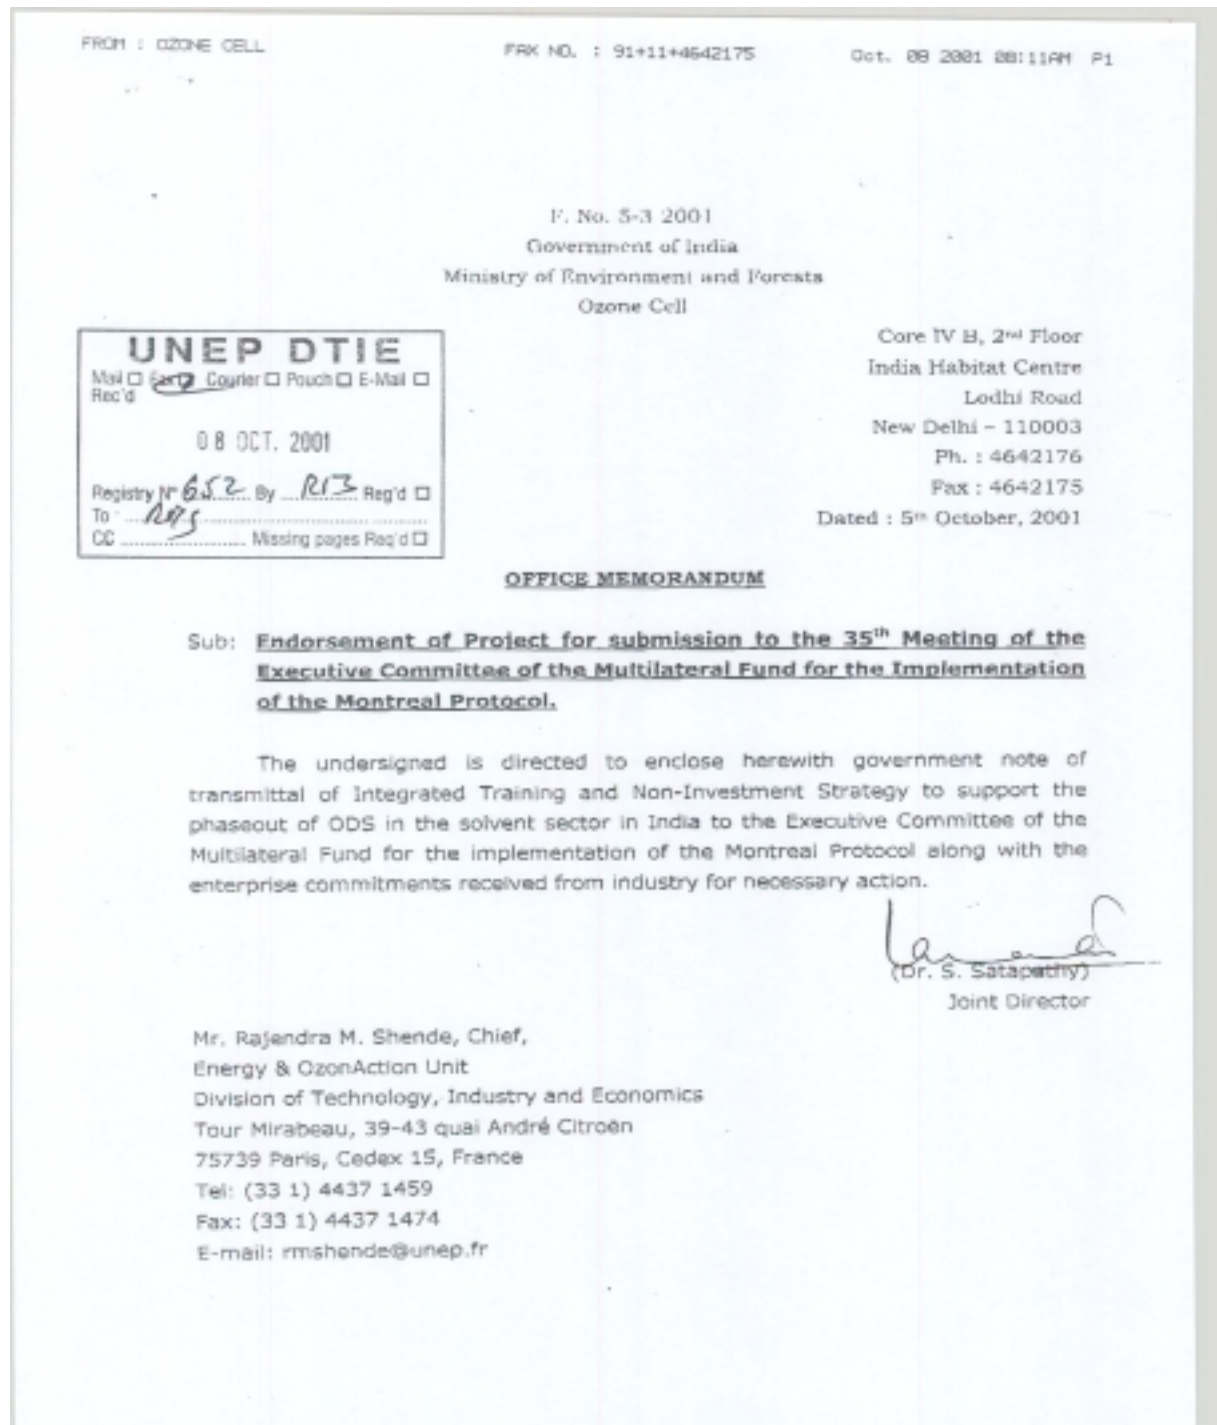 FROM : OZONE CELL FAX NO. : 91+11+4642175 Oct. 08 2001 08:11AM P1
F. No. 5-3 2001
Government of India
Ministry of Environment and Forests
Ozone Cell
Core IV B, 2nd Floor
India Habitat Centre
Lodhi Road
New Delhi – 110003
Ph. : 4642176
Fax : 4642175
Dated : 5th October, 2001
UNEP DTIE
Mail □ Fax □ Courier □ Pouch □ E-Mail □
Rec'd
08 OCT. 2001
Registry N° 652 By Reg'd □
To
CC Missing pages Req'd □
OFFICE MEMORANDUM
Sub: Endorsement of Project for submission to the 35th Meeting of the
Executive Committee of the Multilateral Fund for the Implementation
of the Montreal Protocol.
The undersigned is directed to enclose herewith government note of
transmittal of Integrated Training and Non-Investment Strategy to support the
phaseout of ODS in the solvent sector in India to the Executive Committee of the
Multilateral Fund for the implementation of the Montreal Protocol along with the
enterprise commitments received from industry for necessary action.
(Dr. S. Satapathy)
Joint Director
Mr. Rajendra M. Shende, Chief,
Energy & OzonAction Unit
Division of Technology, Industry and Economics
Tour Mirabeau, 39-43 quai André Citroën
75739 Paris, Cedex 15, France
Tel: (33 1) 4437 1459
Fax: (33 1) 4437 1474
E-mail: rmshende@unep.fr